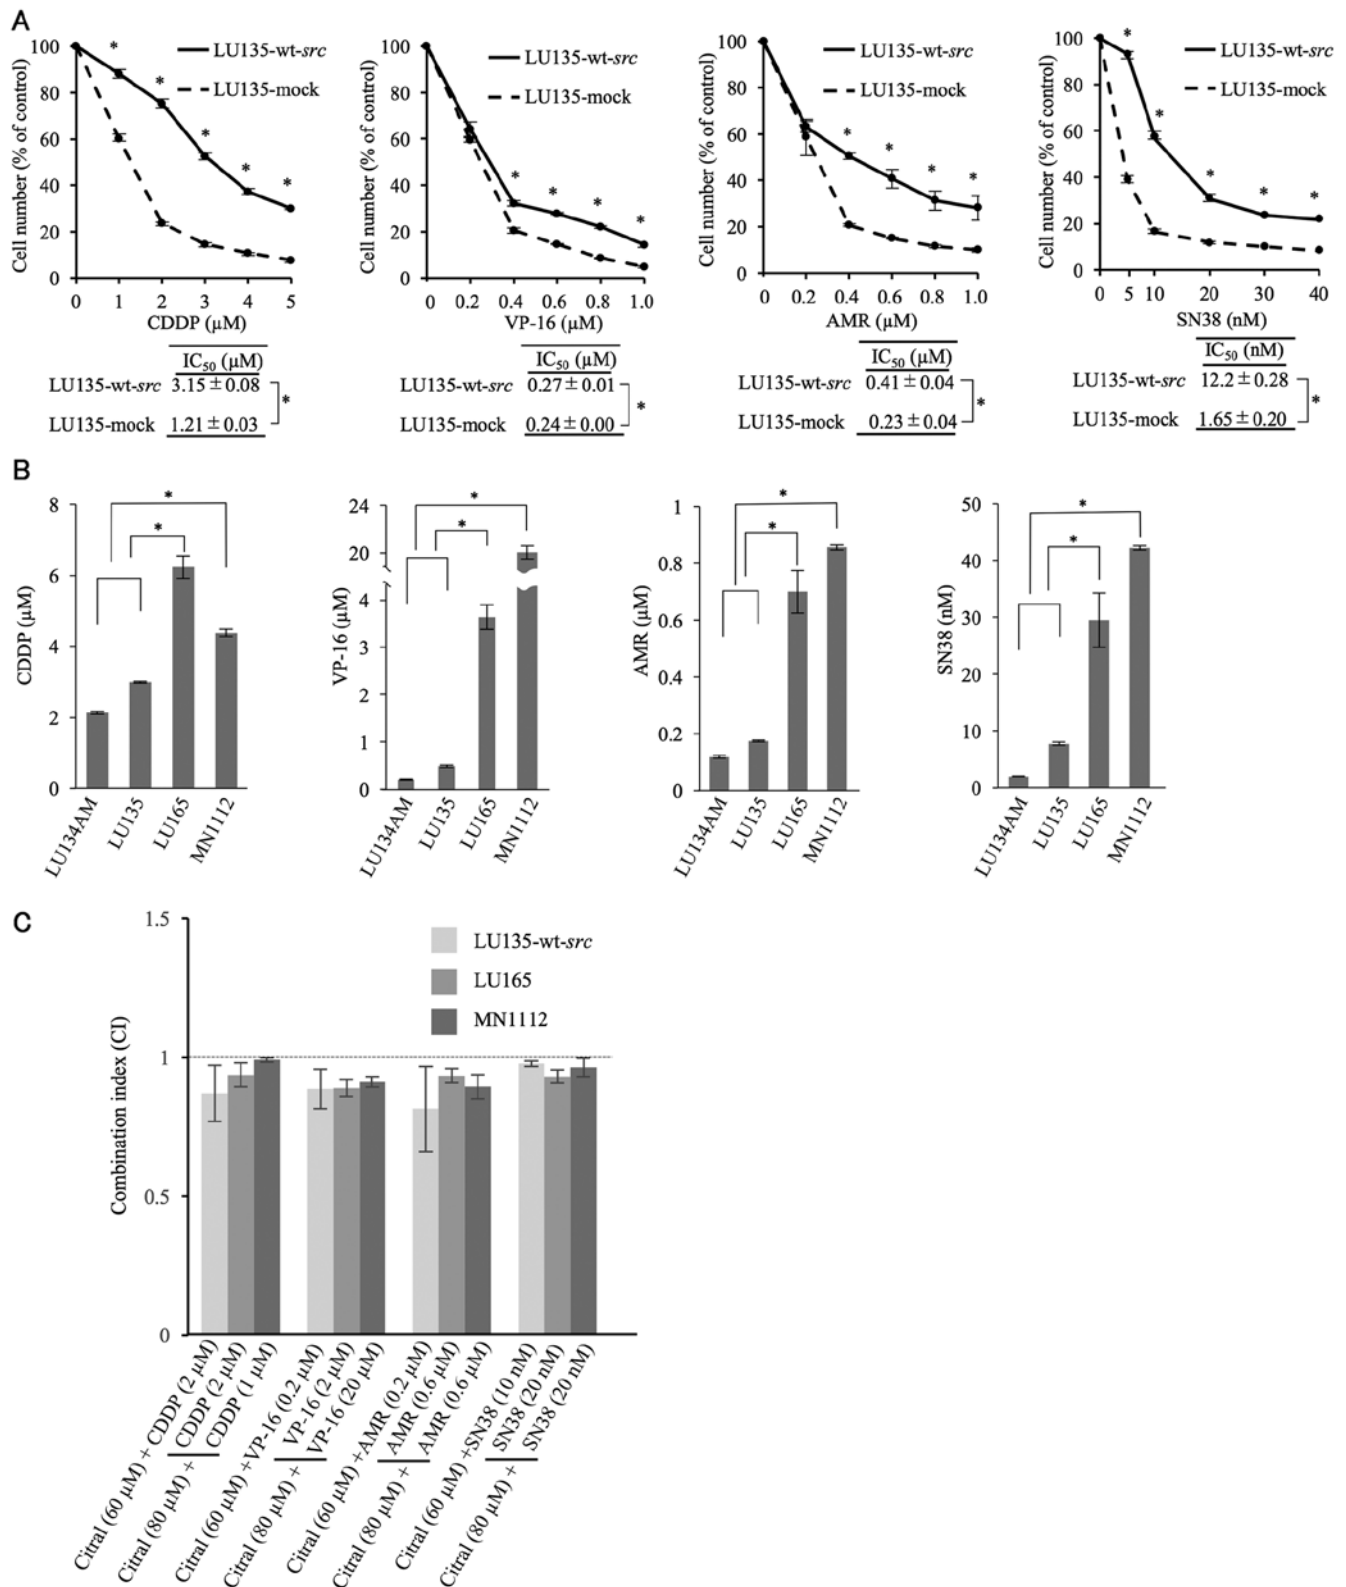 A
100
80
60
40
20
0
Cell number (% of control)
* * * * *
LU135-wt-src
LU135-mock
0 1 2 3 4 5
CDDP (µM)
IC50 (µM)
LU135-wt-src 3.15 ± 0.08
*
LU135-mock 1.21 ± 0.03
100
80
60
40
20
0
Cell number (% of control)
LU135-wt-src
LU135-mock
* * * *
0 0.2 0.4 0.6 0.8 1.0
VP-16 (µM)
IC50 (µM)
LU135-wt-src 0.27 ± 0.01
*
LU135-mock 0.24 ± 0.00
100
80
60
40
20
0
Cell number (% of control)
LU135-wt-src
LU135-mock
* * * *
0 0.2 0.4 0.6 0.8 1.0
AMR (µM)
IC50 (µM)
LU135-wt-src 0.41 ± 0.04
*
LU135-mock 0.23 ± 0.04
100
80
60
40
20
0
Cell number (% of control)
* * * * *
LU135-wt-src
LU135-mock
0 5 10 20 30 40
SN38 (nM)
IC50 (nM)
LU135-wt-src 12.2 ± 0.28
*
LU135-mock 1.65 ± 0.20
B
8
6
4
2
0
CDDP (µM)
*
*
LU134AM
LU135
LU165
MN1112
24
20
4
3
2
1
0
VP-16 (µM)
*
*
LU134AM
LU135
LU165
MN1112
1
0.8
0.6
0.4
0.2
0
AMR (µM)
*
*
LU134AM
LU135
LU165
MN1112
50
40
30
20
10
0
SN38 (nM)
*
*
LU134AM
LU135
LU165
MN1112
C
1.5
1
0.5
0
Combination index (CI)
LU135-wt-src
LU165
MN1112
Citral (60 µM) + CDDP (2 µM)
CDDP (2 µM)
Citral (80 µM) + CDDP (1 µM)
Citral (60 µM) +VP-16 (0.2 µM)
VP-16 (2 µM)
Citral (80 µM) + VP-16 (20 µM)
Citral (60 µM) +AMR (0.2 µM)
AMR (0.6 µM)
Citral (80 µM) + AMR (0.6 µM)
Citral (60 µM) +SN38 (10 nM)
SN38 (20 nM)
Citral (80 µM) + SN38 (20 nM)